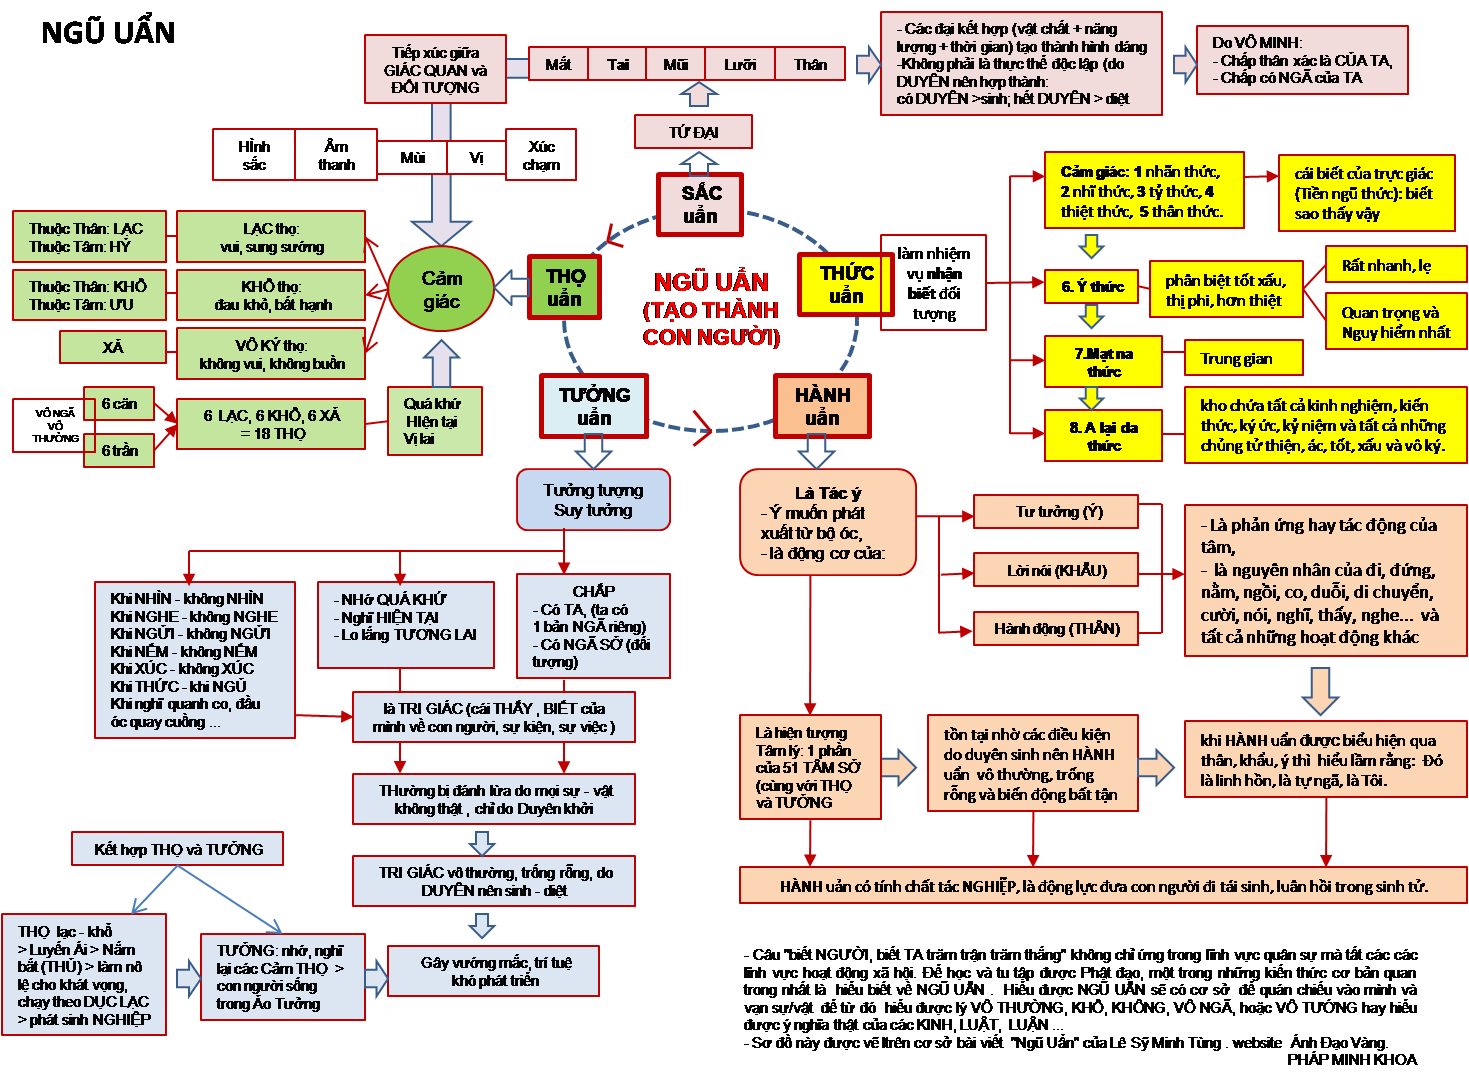 NGŨ UẨN
Tiếp xúc giữa
GIÁC QUAN và
ĐỐI TƯỢNG
Mắt
Tai
Mũi
Lưỡi
Thân
- Các đại kết hợp (vật chất + năng
lượng + thời gian) tạo thành hình dáng
-Không phải là thực thể độc lập (do
DUYÊN nên hợp thành:
có DUYÊN >sinh; hết DUYÊN > diệt
Do VÔ MINH:
- Chấp thân xác là CỦA TA,
- Chấp có NGÃ của TA
TỨ ĐẠI
Hình
sắc
Âm
thanh
Mùi
Vị
Xúc
chạm
SẮC
uẩn
Cảm giác: 1 nhãn thức,
2 nhĩ thức, 3 tỷ thức, 4
thiệt thức, 5 thân thức.
cái biết của trực giác
(Tiền ngũ thức): biết
sao thấy vậy
Thuộc Thân: LẠC
Thuộc Tâm: HỶ
LẠC thọ:
vui, sung sướng
Thuộc Thân: KHỔ
Thuộc Tâm: ƯU
KHỔ thọ:
đau khổ, bất hạnh
XẢ
VÔ KÝ thọ:
không vui, không buồn
Cảm
giác
THỌ
uẩn
NGŨ UẨN
(TẠO THÀNH
CON NGƯỜI)
THỨC
uẩn
làm nhiệm
vụ nhận
biết đối
tượng
6. Ý thức
phân biệt tốt xấu,
thị phi, hơn thiệt
Rất nhanh, lẹ
Quan trọng và
Nguy hiểm nhất
7.Mạt na
thức
Trung gian
8. A lại da
thức
kho chứa tất cả kinh nghiệm, kiến
thức, ký ức, kỷ niệm và tất cả những
chủng tử thiện, ác, tốt, xấu và vô ký.
VÔ NGÃ
VÔ
THƯỜNG
6 căn
6 trần
6 LẠC, 6 KHỔ, 6 XẢ
= 18 THỌ
Quá khứ
HIện tại
Vị lai
TƯỞNG
uẩn
HÀNH
uẩn
Tưởng tượng
Suy tưởng
Là Tác ý
- Ý muốn phát
xuất từ bộ óc,
- là động cơ của:
Tư tưởng (Ý)
Lời nói (KHẨU)
Hành động (THÂN)
- Là phản ứng hay tác động của
tâm,
- là nguyên nhân của đi, đứng,
nằm, ngồi, co, duỗi, di chuyển,
cười, nói, nghĩ, thấy, nghe... và
tất cả những hoạt động khác
Khi NHÌN - không NHÌN
Khi NGHE - không NGHE
Khi NGỬI - không NGỬI
Khi NẾM - không NẾM
Khi XÚC - không XÚC
Khi THỨC - khi NGỦ
Khi nghĩ quanh co, đầu
óc quay cuồng ...
- NHớ QUÁ KHỨ
- Nghĩ HIỆN TẠI
- Lo lắng TƯƠNG LAI
CHẤP
- Có TA, (ta có
1 bản NGÃ riêng)
- Có NGÃ SỞ (đối
tượng)
là TRI GIÁC (cái THẤY , BIẾT của
mình về con người, sự kiện, sự việc )
THường bị đánh lừa do mọi sự - vật
không thật , chỉ do Duyên khởi
TRI GIÁC vô thường, trống rỗng, do
DUYÊN nên sinh - diệt
Gây vướng mắc, trí tuệ
khó phát triển
Kết hợp THỌ và TƯỞNG
THỌ lạc - khổ
> Luyến Ái > Nắm
bắt (THỦ) > làm nô
lệ cho khát vọng,
chạy theo DỤC LẠC
> phát sinh NGHIỆP
TƯỞNG: nhớ, nghĩ
lại các Cảm THỌ >
con người sống
trong Ảo Tưởng
Là hiện tượng
Tâm lý: 1 phần
của 51 TÂM SỞ
(cùng với THỌ
và TƯỞNG
tồn tại nhờ các điều kiện
do duyên sinh nên HÀNH
uẩn vô thường, trống
rỗng và biến động bất tận
khi HÀNH uẩn được biểu hiện qua
thân, khẩu, ý thì hiểu lầm rằng: Đó
là linh hồn, là tự ngã, là Tôi.
HÀNH uẩn có tính chất tác NGHIỆP, là động lực đưa con người đi tái sinh, luân hồi trong sinh tử.
- Câu "biết NGƯỜI, biết TA trăm trận trăm thắng" không chỉ ứng trong lĩnh vực quân sự mà tất các các
lĩnh vực hoạt động xã hội. Để học và tu tập được Phật đạo, một trong những kiến thức cơ bản quan
trong nhất là hiểu biết về NGŨ UẨN . Hiểu được NGŨ UẨN sẽ có cơ sở để quán chiếu vào mình và
vạn sự/vật để từ đó hiểu được lý VÔ THƯỜNG, KHỔ, KHÔNG, VÔ NGÃ, hoặc VÔ TƯỚNG hay hiểu
được ý nghĩa thật của các KINH, LUẬT, LUẬN ...
- Sơ đồ này được vẽ ltrên cơ sở bài viết "Ngũ Uẩn" của Lê Sỹ Minh Tùng . website Ánh Đạo Vàng.
PHÁP MINH KHOA